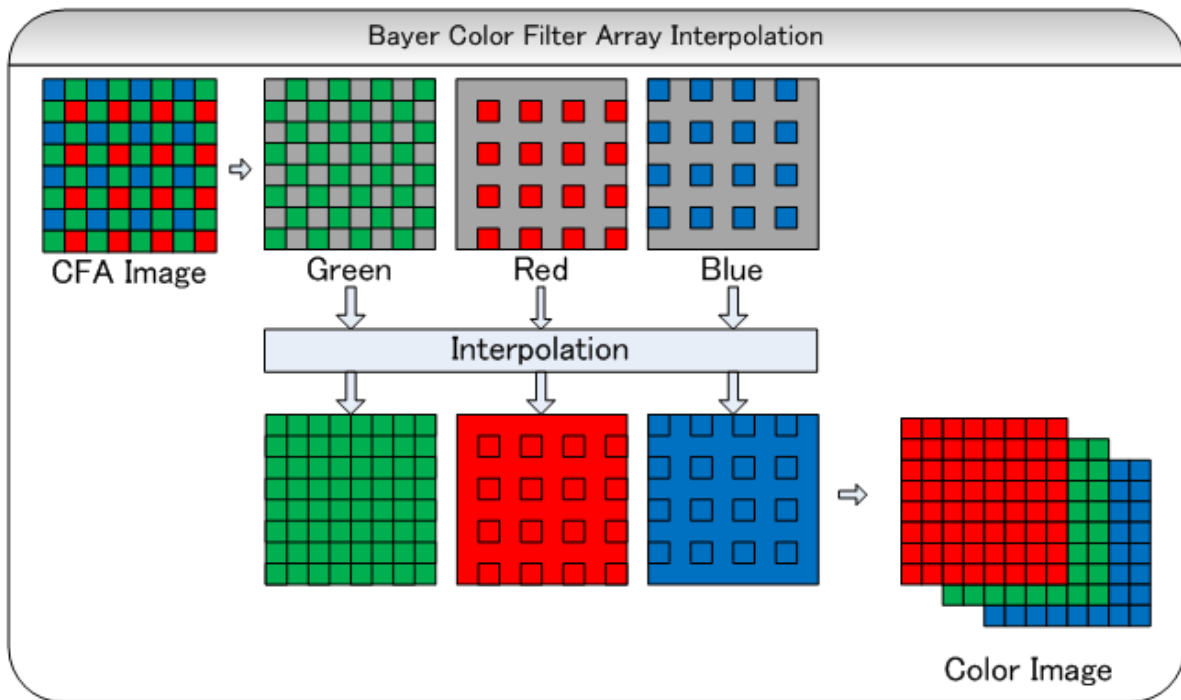 Bayer Color Filter Array Interpolation
CFA Image
Green
Red
Blue
Interpolation
Color Image